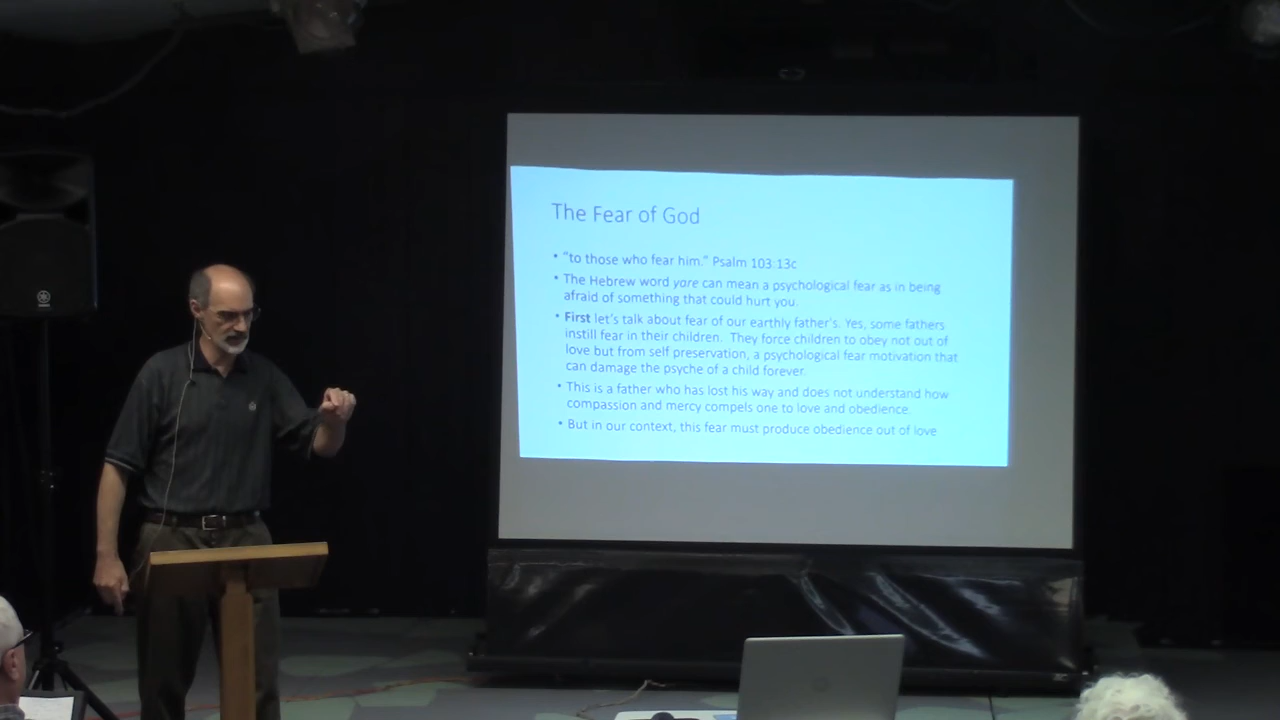 The Fear of God
• "to those who fear him." Psalm 103:13c
• The Hebrew word yare can mean a psychological fear as in being
afraid of something that could hurt you.
• First let's talk about fear of our earthly father's. Yes, some fathers
instill fear in their children. They force children to obey not out of
love but from self preservation, a psychological fear motivation that
can damage the psyche of a child forever.
• This is a father who has lost his way and does not understand how
compassion and mercy compels one to love and obedience.
• But in our context, this fear must produce obedience out of love